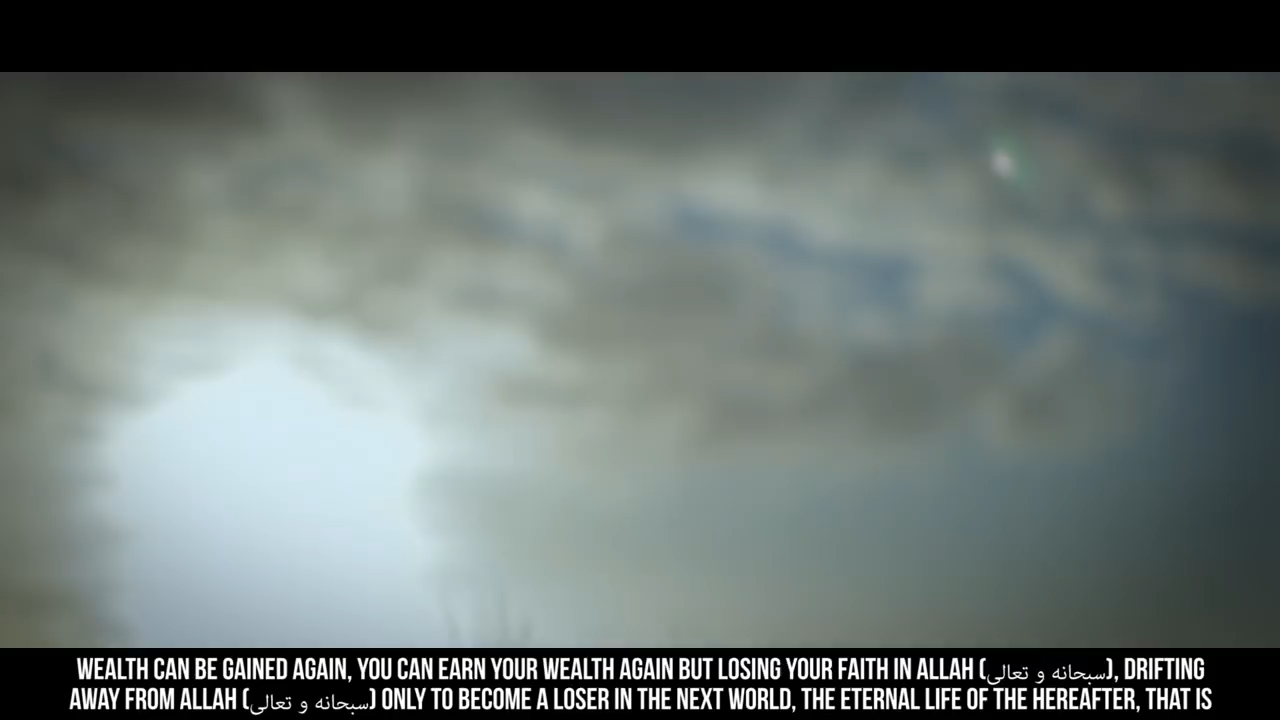 WEALTH CAN BE GAINED AGAIN, YOU CAN EARN YOUR WEALTH AGAIN BUT LOSING YOUR FAITH IN ALLAH (سبحانه و تعالى), DRIFTING
AWAY FROM ALLAH (سبحانه و تعالى) ONLY TO BECOME A LOSER IN THE NEXT WORLD, THE ETERNAL LIFE OF THE HEREAFTER, THAT IS